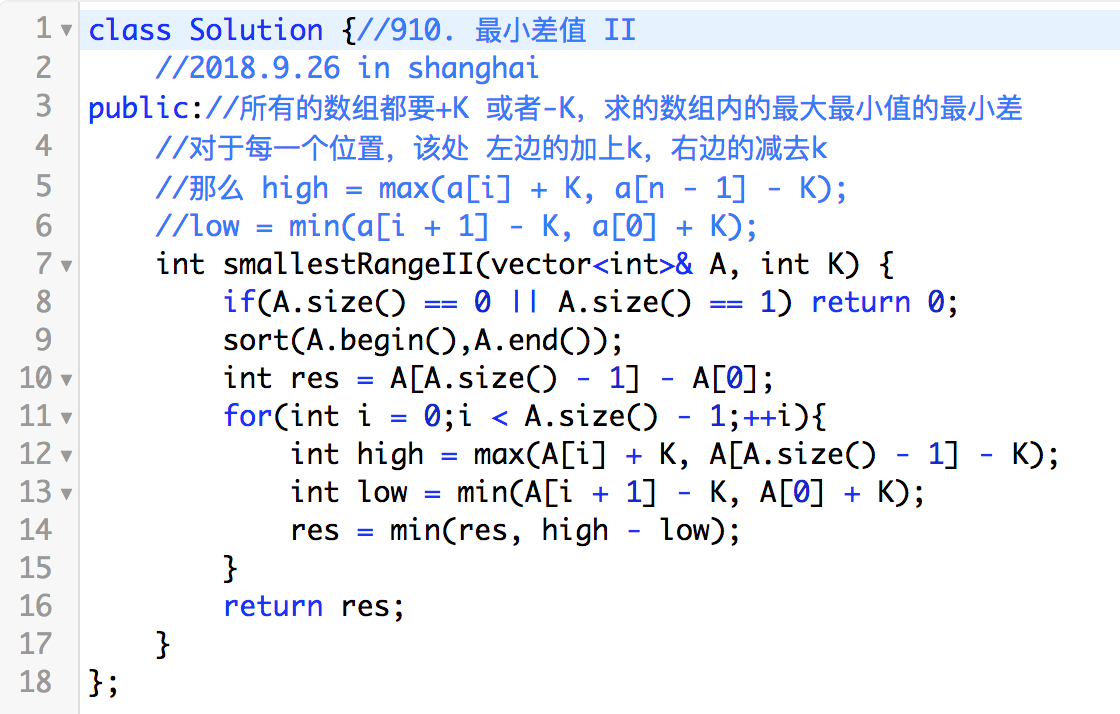 1 class Solution {//910. 最小差值 II
2     //2018.9.26 in shanghai
3 public://所有的数组都要+K 或者-K，求的数组内的最大最小值的最小差
4     //对于每一个位置，该处 左边的加上k，右边的减去k
5     //那么 high = max(a[i] + K, a[n - 1] - K);
6     //low = min(a[i + 1] - K, a[0] + K);
7     int smallestRangeII(vector<int>& A, int K) {
8         if(A.size() == 0 || A.size() == 1) return 0;
9         sort(A.begin(),A.end());
10         int res = A[A.size() - 1] - A[0];
11         for(int i = 0;i < A.size() - 1;++i){
12             int high = max(A[i] + K, A[A.size() - 1] - K);
13             int low = min(A[i + 1] - K, A[0] + K);
14             res = min(res, high - low);
15         }
16         return res;
17     }
18 };